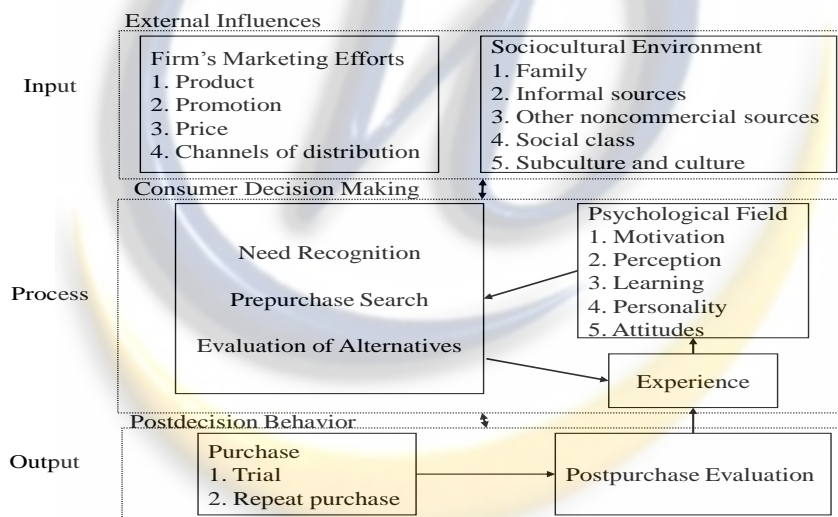 External Influences
Input
Firm's Marketing Efforts
1. Product
2. Promotion
3. Price
4. Channels of distribution
Sociocultural Environment
1. Family
2. Informal sources
3. Other noncommercial sources
4. Social class
5. Subculture and culture
Consumer Decision Making
Process
Need Recognition
Prepurchase Search
Evaluation of Alternatives
Psychological Field
1. Motivation
2. Perception
3. Learning
4. Personality
5. Attitudes
Experience
Postdecision Behavior
Output
Purchase
1. Trial
2. Repeat purchase
Postpurchase Evaluation